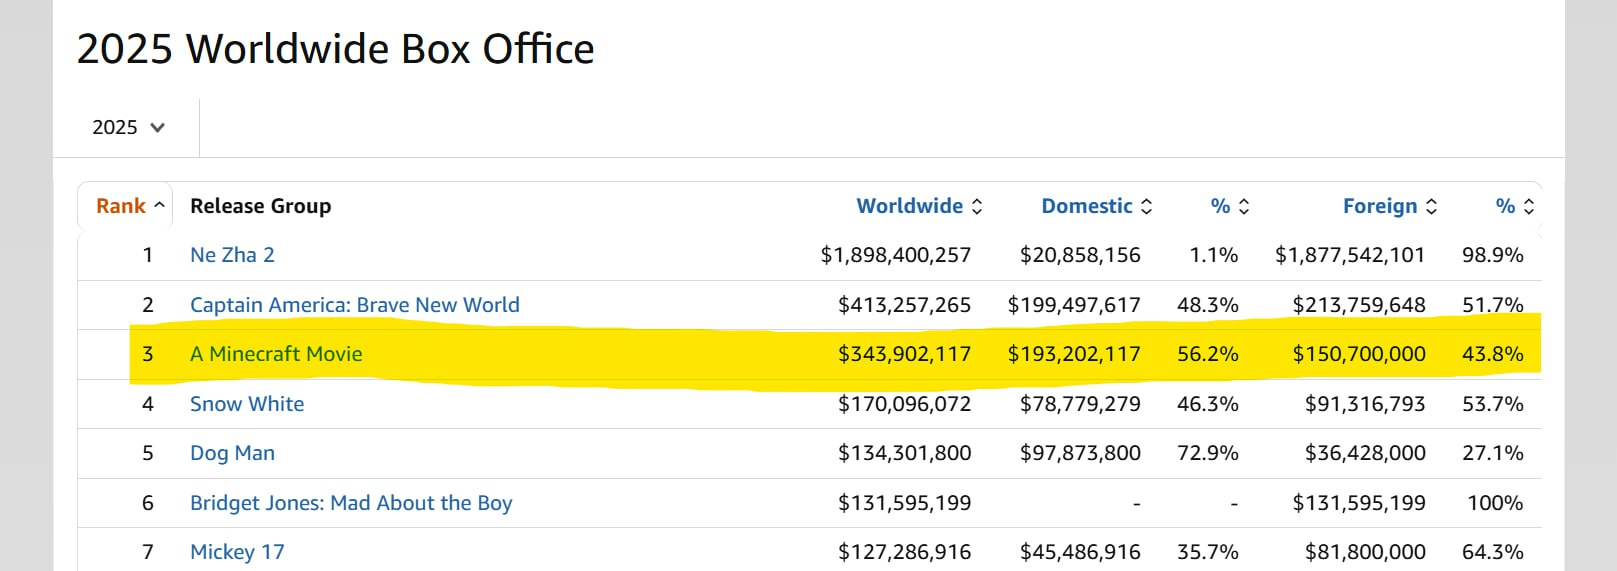 2025 Worldwide Box Office
2025
Rank Release Group Worldwide Domestic % Foreign %
1 Ne Zha 2 $1,898,400,257 $20,858,156 1.1% $1,877,542,101 98.9%
2 Captain America: Brave New World $413,257,265 $199,497,617 48.3% $213,759,648 51.7%
3 A Minecraft Movie $343,902,117 $193,202,117 56.2% $150,700,000 43.8%
4 Snow White $170,096,072 $78,779,279 46.3% $91,316,793 53.7%
5 Dog Man $134,301,800 $97,873,800 72.9% $36,428,000 27.1%
6 Bridget Jones: Mad About the Boy $131,595,199 - - $131,595,199 100%
7 Mickey 17 $127,286,916 $45,486,916 35.7% $81,800,000 64.3%